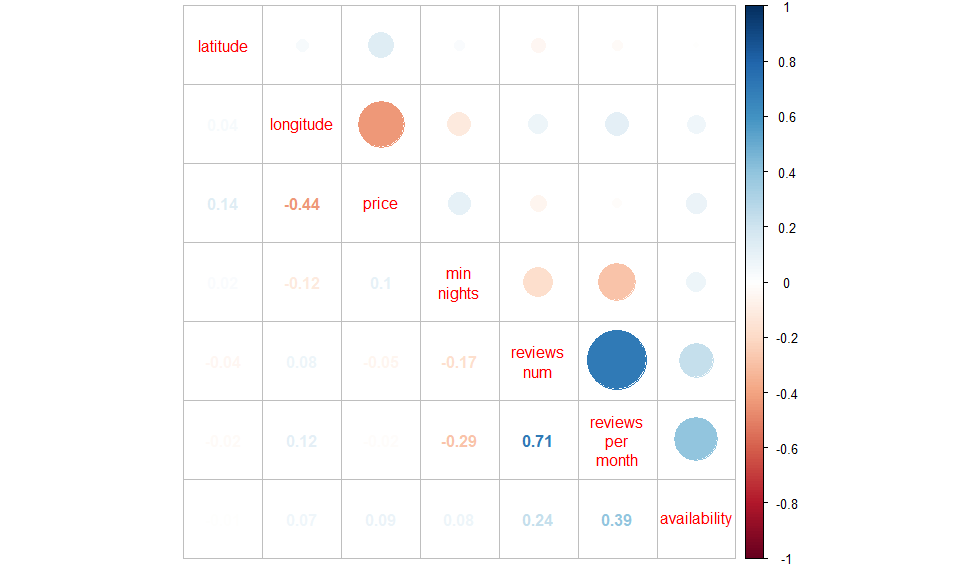 latitude
0.04 longitude
0.14 -0.44 price
0.02 -0.12 0.1 min
nights
-0.04 0.08 -0.05 -0.17 reviews
num
-0.02 0.12 -0.29 0.71 reviews
per
month
0.07 0.09 0.08 0.24 0.39 availability
1
0.8
0.6
0.4
0.2
0
-0.2
-0.4
-0.6
-0.8
-1